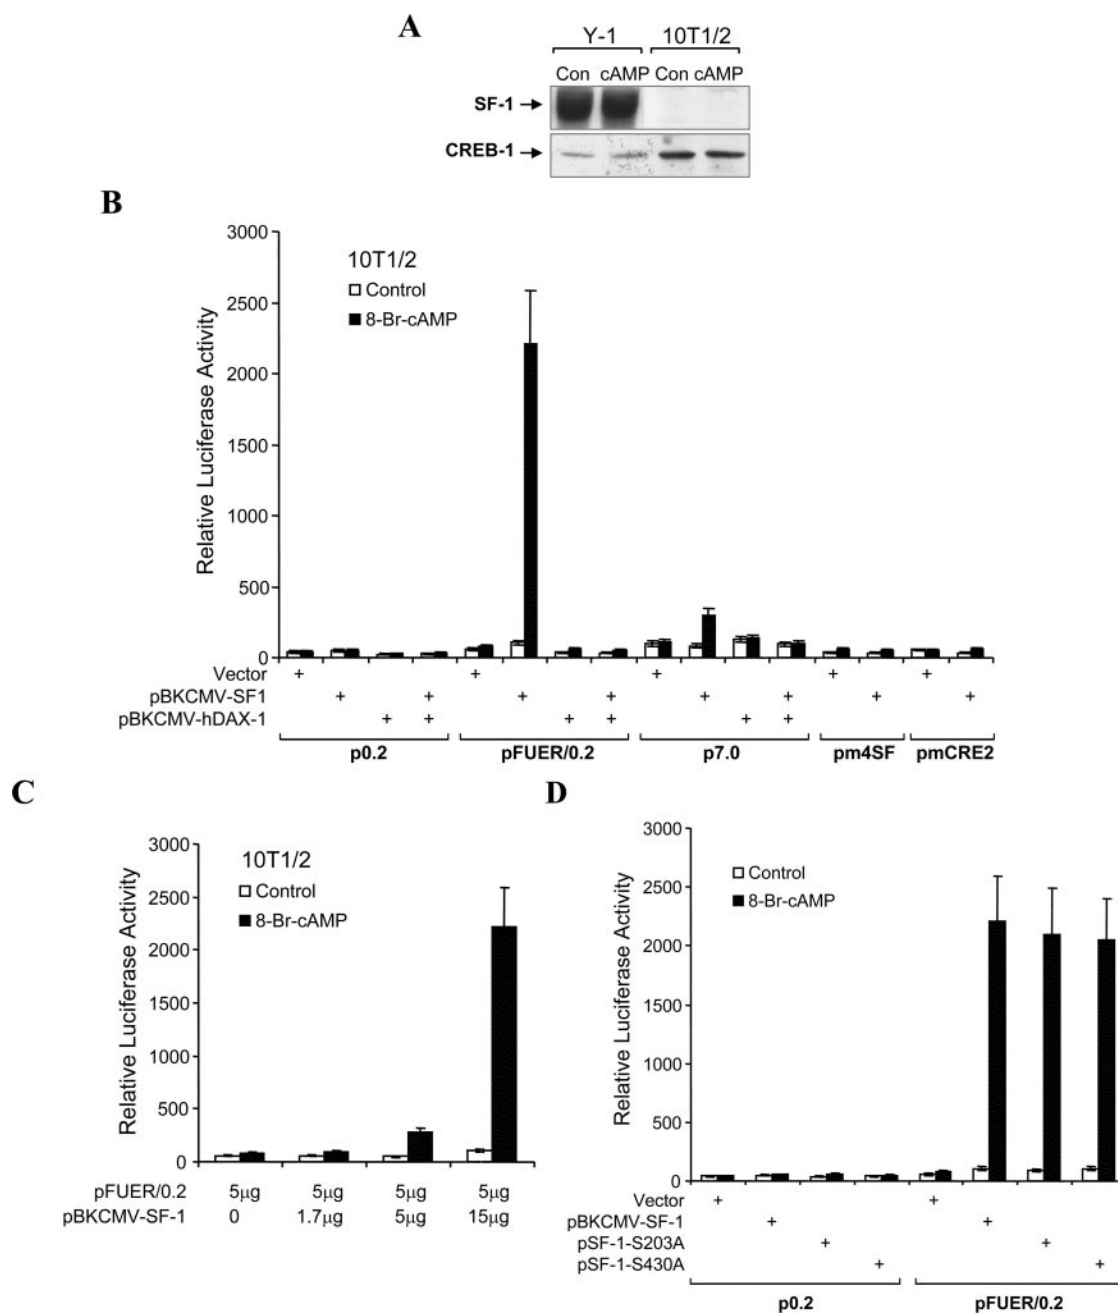 A
Y-1 10T1/2
Con cAMP Con cAMP
SF-1
CREB-1
B
3000
2500
2000
1500
1000
500
0
Relative Luciferase Activity
10T1/2
Control
8-Br-cAMP
Vector + + + + +
pBKCMV-SF1 + + + + + + + +
pBKCMV-hDAX-1 + + + + + +
p0.2 pFUER/0.2 p7.0 pm4SF pmCRE2
C
3000
2500
2000
1500
1000
500
0
Relative Luciferase Activity
10T1/2
Control
8-Br-cAMP
pFUER/0.2 5μg 5μg 5μg 5μg
pBKCMV-SF-1 0 1.7μg 5μg 15μg
D
3000
2500
2000
1500
1000
500
0
Relative Luciferase Activity
Control
8-Br-cAMP
Vector + +
pBKCMV-SF-1 + +
pSF-1-S203A + +
pSF-1-S430A + +
p0.2 pFUER/0.2